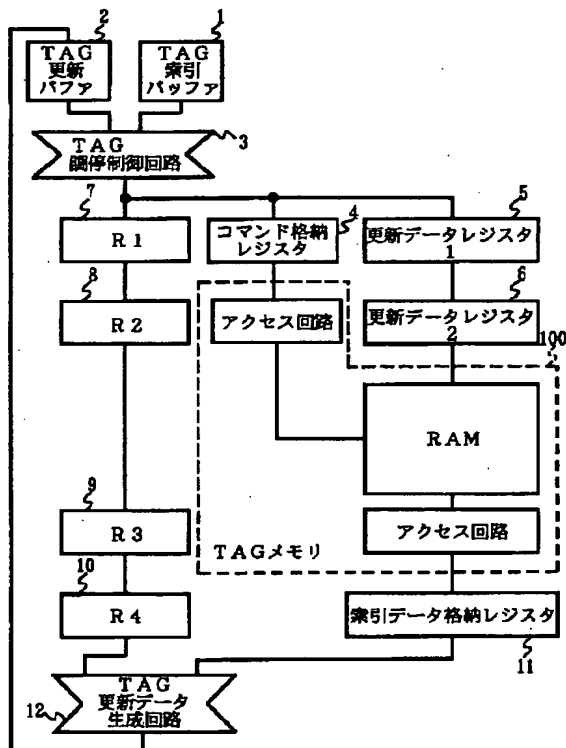 2
1
TAG
更新
バファ
TAG
索引
バッファ
TAG
調停制御回路
3
7
R1
4
コマンド格納
レジスタ
5
更新データレジスタ
1
8
R2
アクセス回路
6
更新データレジスタ
2
100
RAM
9
R3
TAGメモリ
アクセス回路
10
R4
索引データ格納レジスタ
11
TAG
更新データ
生成回路
12